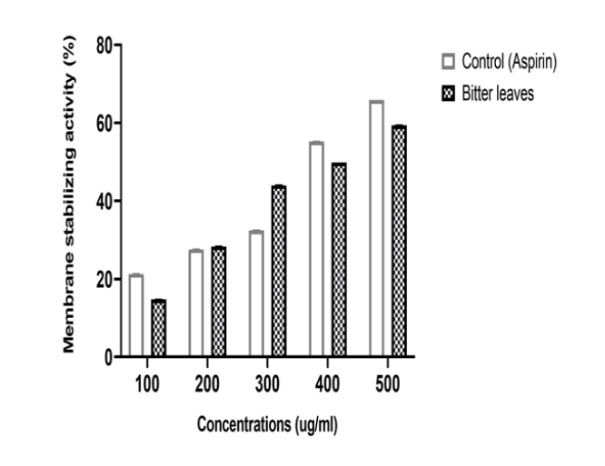 Membrane stabilizing activity (%)
80
60
40
20
0
100 200 300 400 500
Concentrations (ug/ml)
Control (Aspirin)
Bitter leaves